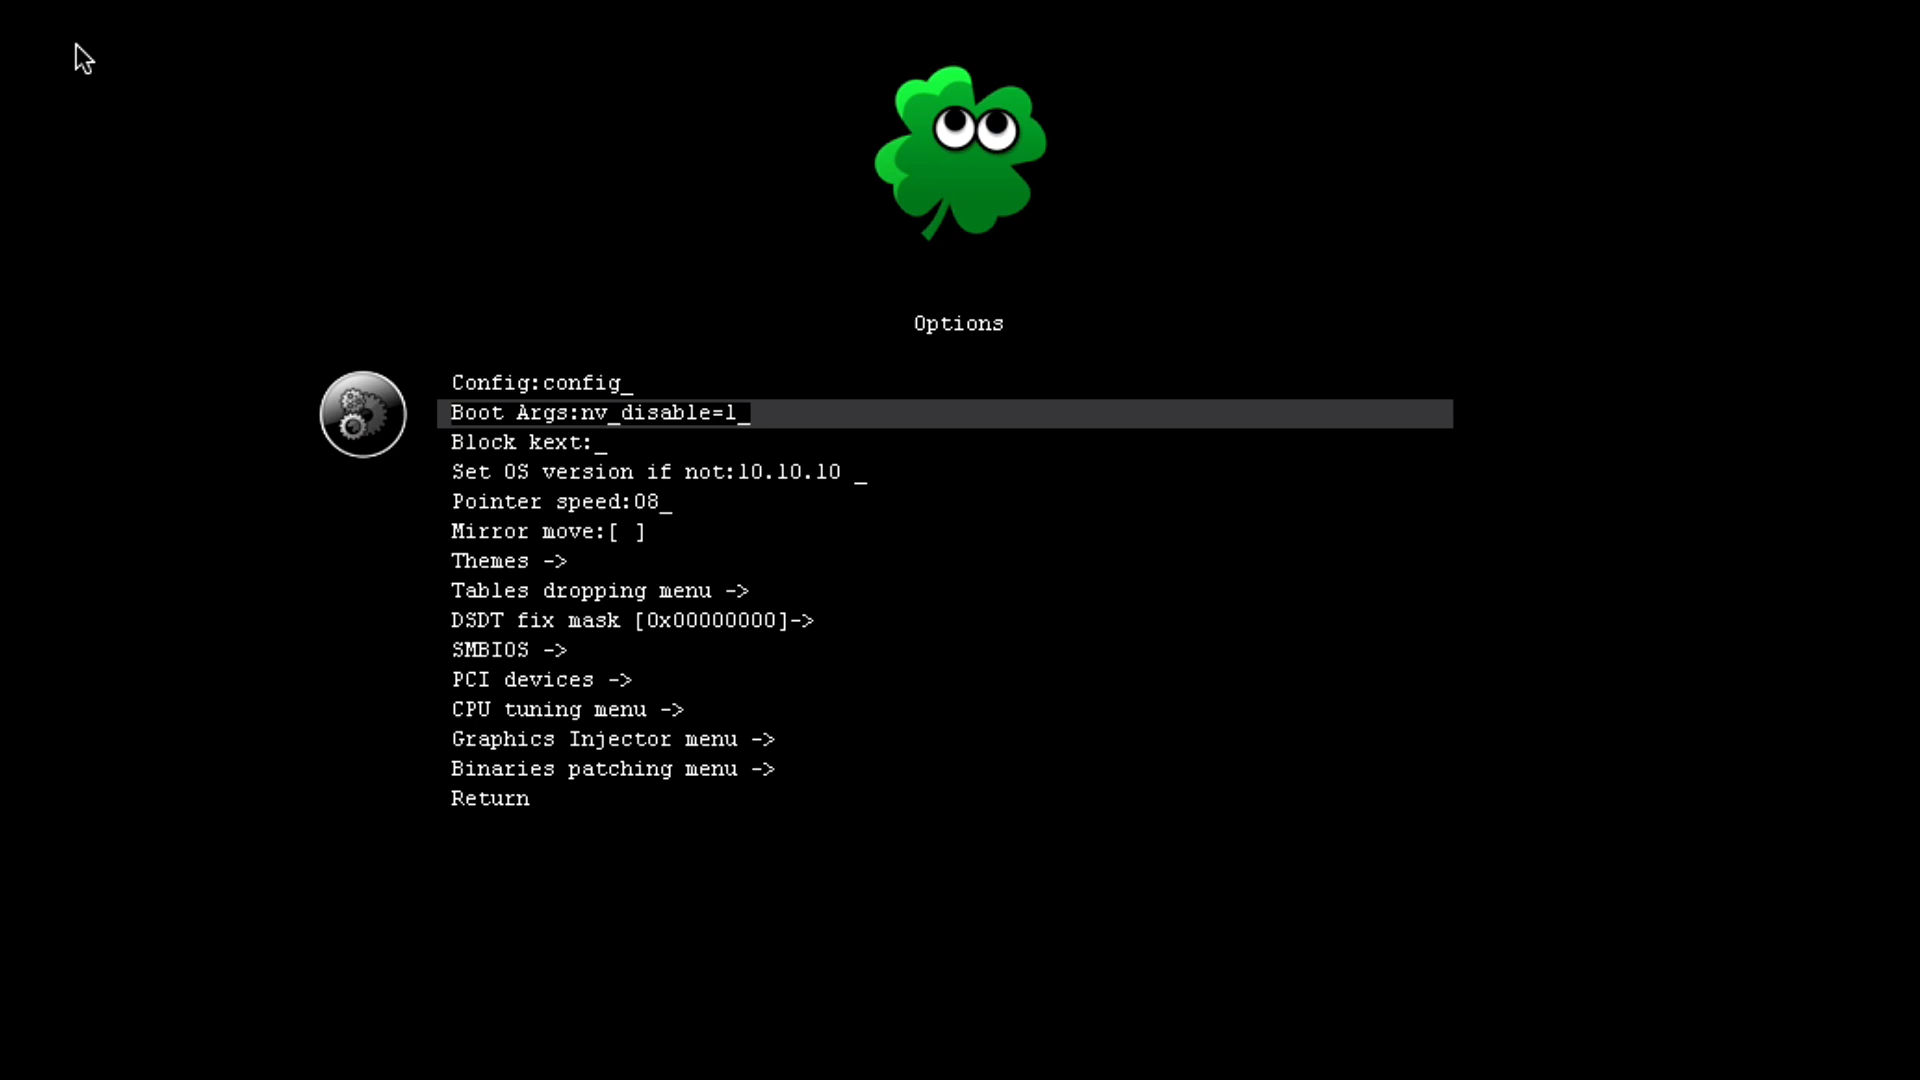 Options
Config:config_
Boot Args:nv_disable=1_
Block kext:_
Set OS version if not:10.10.10 _
Pointer speed:08_
Mirror move:[ ]
Themes ->
Tables dropping menu ->
DSDT fix mask [0x00000000]->
SMBIOS ->
PCI devices ->
CPU tuning menu ->
Graphics Injector menu ->
Binaries patching menu ->
Return